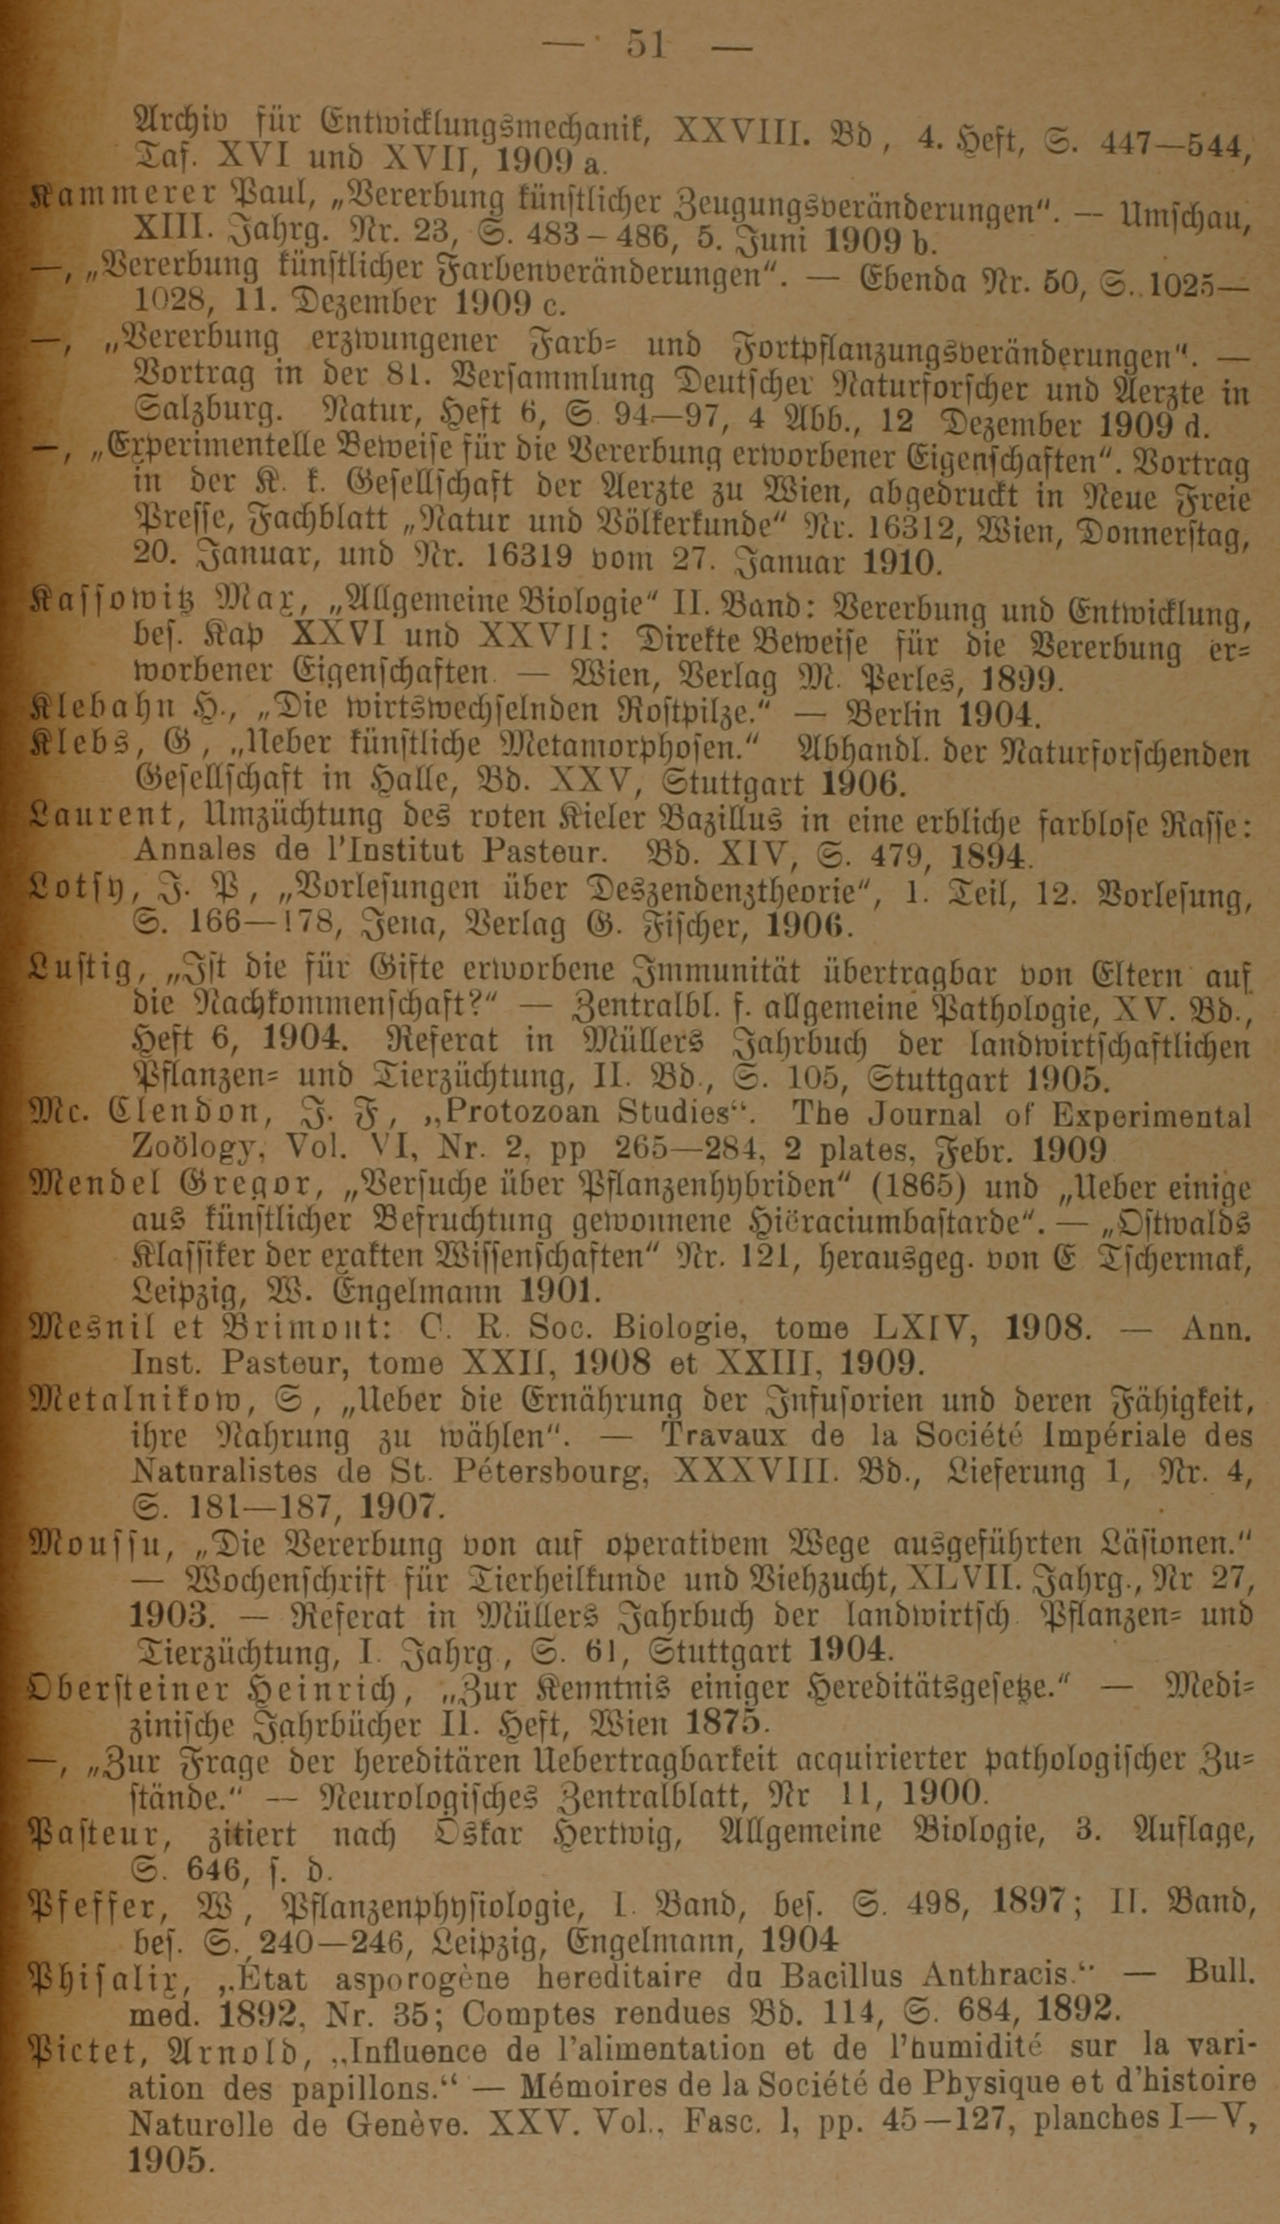 — 51 —
Archiv für Entwicklungsmechanik, XXVIII. Bd, 4. Heft, S. 447—544,
Taf. XVI und XVII, 1909 a.
Kammerer Paul, „Vererbung künstlicher Zeugungsveränderungen“. — Umschau,
XIII. Jahrg. Nr. 23, S. 483–486, 5. Juni 1909 b.
—, „Vererbung künstlicher Farbenveränderungen“. — Ebenda Nr. 50, S. 1025—
1028, 11. Dezember 1909 c.
—, „Vererbung erzwungener Farb= und Fortpflanzungsveränderungen“. —
Vortrag in der 81. Versammlung Deutscher Naturforscher und Aerzte in
Salzburg. Natur, Heft 6, S 94—97, 4 Abb., 12 Dezember 1909 d.
—, „Experimentelle Beweise für die Vererbung erworbener Eigenschaften“. Vortrag
in der K. k. Gesellschaft der Aerzte zu Wien, abgedruckt in Neue Freie
Presse, Fachblatt „Natur und Völkerkunde“ Nr. 16312, Wien, Donnerstag,
20. Januar, und Nr. 16319 vom 27. Januar 1910.
Kassowitz Max, „Allgemeine Biologie“ II. Band: Vererbung und Entwicklung,
bes. Kap XXVI und XXVII: Direkte Beweise für die Vererbung er=
worbener Eigenschaften. — Wien, Verlag M. Perles, 1899.
Klebahn H., „Die wirtswechselnden Rostpilze.“ — Berlin 1904.
Klebs, G, „Ueber künstliche Metamorphosen.“ Abhandl. der Naturforschenden
Gesellschaft in Halle, Bd. XXV, Stuttgart 1906.
Laurent, Umzüchtung des roten Kieler Bazillus in eine erbliche farblose Rasse:
Annales de l'Institut Pasteur. Bd. XIV, S. 479, 1894.
Lotsy, J. P, „Vorlesungen über Deszendenztheorie“, 1. Teil, 12. Vorlesung,
S. 166—178, Jena, Verlag G. Fischer, 1906.
Lustig, „Ist die für Gifte erworbene Immunität übertragbar von Eltern auf
die Nachkommenschaft?“ — Zentralbl. f. allgemeine Pathologie, XV. Bd.,
Heft 6, 1904. Referat in Müllers Jahrbuch der landwirtschaftlichen
Pflanzen= und Tierzüchtung, II. Bd., S. 105, Stuttgart 1905.
Mc. Clendon, J. F, „Protozoan Studies“. The Journal of Experimental
Zoölogy, Vol. VI, Nr. 2, pp 265—284, 2 plates, Febr. 1909
Mendel Gregor, „Versuche über Pflanzenhybriden“ (1865) und „Ueber einige
aus künstlicher Befruchtung gewonnene Hiëraciumbastarde“. — „Ostwalds
Klassiker der exakten Wissenschaften“ Nr. 121, herausgeg. von E Tschermak,
Leipzig, W. Engelmann 1901.
Mesnil et Brimont: C. R. Soc. Biologie, tome LXIV, 1908. — Ann.
Inst. Pasteur, tome XXII, 1908 et XXIII, 1909.
Metalnikow, S, „Ueber die Ernährung der Infusorien und deren Fähigkeit,
ihre Nahrung zu wählen“. — Travaux de la Société Impériale des
Naturalistes de St. Pétersbourg, XXXVIII. Bd., Lieferung 1, Nr. 4,
S. 181—187, 1907.
Moussu, „Die Vererbung von auf operativem Wege ausgeführten Läsionen.“
— Wochenschrift für Tierheilkunde und Viehzucht, XLVII. Jahrg., Nr 27,
1903. — Referat in Müllers Jahrbuch der landwirtsch Pflanzen= und
Tierzüchtung, I. Jahrg, S. 61, Stuttgart 1904.
Obersteiner Heinrich, „Zur Kenntnis einiger Hereditätsgesetze.“ — Medi=
zinische Jahrbücher II. Heft, Wien 1875.
—, „Zur Frage der hereditären Uebertragbarkeit acquirierter pathologischer Zu=
stände.“ — Neurologisches Zentralblatt, Nr 11, 1900.
Pasteur, zitiert nach Oskar Hertwig, Allgemeine Biologie, 3. Auflage,
S. 646, s. d.
Pfeffer, W, Pflanzenphysiologie, I. Band, bes. S. 498, 1897; II. Band,
bes. S. 240—246, Leipzig, Engelmann, 1904
Phisalix, „Etat asporogène hereditaire du Bacillus Anthracis.“ — Bull.
med. 1892, Nr. 35; Comptes rendues Bd. 114, S. 684, 1892.
Pictet, Arnold, „Influence de l'alimentation et de l'humidité sur la vari-
ation des papillons.“ — Mémoires de la Société de Physique et d'histoire
Naturelle de Genève. XXV. Vol., Fasc. 1, pp. 45—127, planches I—V,
1905.